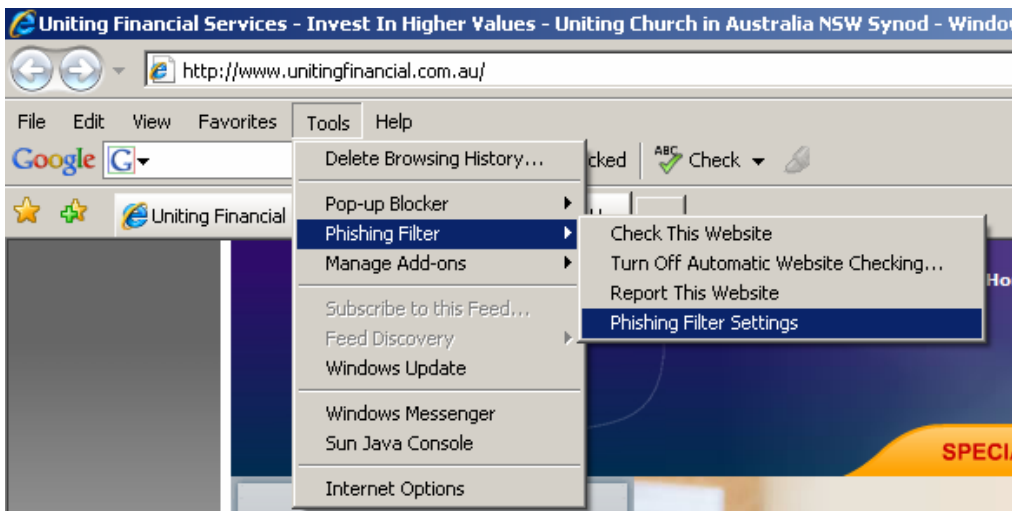 Uniting Financial Services - Invest In Higher Values - Uniting Church in Australia NSW Synod - Windo
http://www.unitingfinancial.com.au/
File Edit View Favorites Tools Help
Google G cked ABC Check
Uniting Financial
Delete Browsing History...
Pop-up Blocker
Phishing Filter
Manage Add-ons
Subscribe to this Feed...
Feed Discovery
Windows Update
Windows Messenger
Sun Java Console
Internet Options
Check This Website
Turn Off Automatic Website Checking...
Report This Website
Phishing Filter Settings
Ho
SPECI